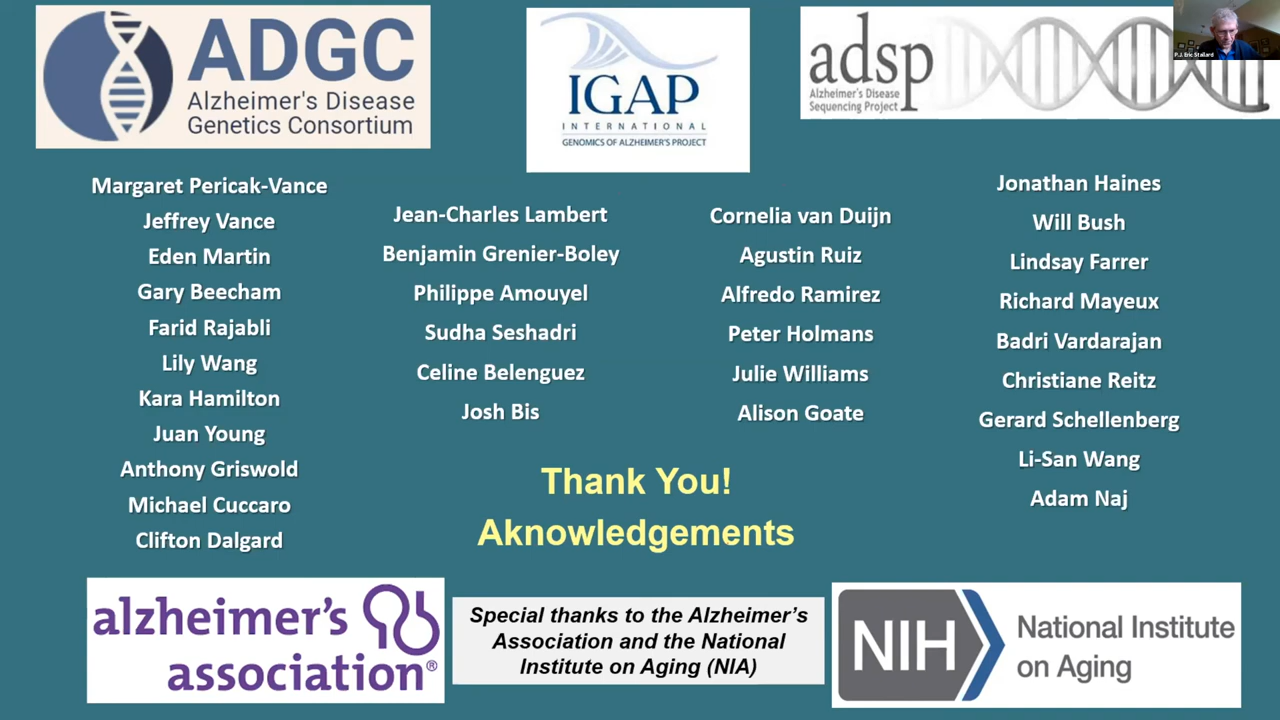 ADGC
Alzheimer's Disease
Genetics Consortium
IGAP
INTERNATIONAL
GENOMICS OF ALZHEIMER'S PROJECT
adsp
Alzheimer's Disease
Sequencing Project
P.J. Eric Stallard
Margaret Pericak-Vance
Jeffrey Vance
Eden Martin
Gary Beecham
Farid Rajabli
Lily Wang
Kara Hamilton
Juan Young
Anthony Griswold
Michael Cuccaro
Clifton Dalgard
Jean-Charles Lambert
Benjamin Grenier-Boley
Philippe Amouyel
Sudha Seshadri
Celine Belenguez
Josh Bis
Cornelia van Duijn
Agustin Ruiz
Alfredo Ramirez
Peter Holmans
Julie Williams
Alison Goate
Jonathan Haines
Will Bush
Lindsay Farrer
Richard Mayeux
Badri Vardarajan
Christiane Reitz
Gerard Schellenberg
Li-San Wang
Adam Naj
Thank You!
Aknowledgements
alzheimer's
association®
Special thanks to the Alzheimer's
Association and the National
Institute on Aging (NIA)
NIH
National Institute
on Aging